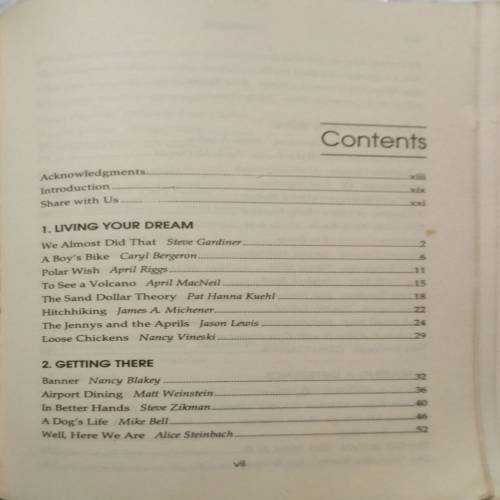 Contents
Acknowledgments xiii
Introduction xix
Share with Us xxi
1. LIVING YOUR DREAM
We Almost Did That Steve Gardiner 2
A Boy's Bike Caryl Bergeron 6
Polar Wish April Riggs 11
To See a Volcano April MacNeil 15
The Sand Dollar Theory Pat Hanna Kuehl 18
Hitchhiking James A. Michener 22
The Jennys and the Aprils Jason Lewis 24
Loose Chickens Nancy Vineski 29
2. GETTING THERE
Banner Nancy Blakey 32
Airport Dining Matt Weinstein 36
In Better Hands Steve Zikman 40
A Dog's Life Mike Bell 46
Well, Here We Are Alice Steinbach 52
vii